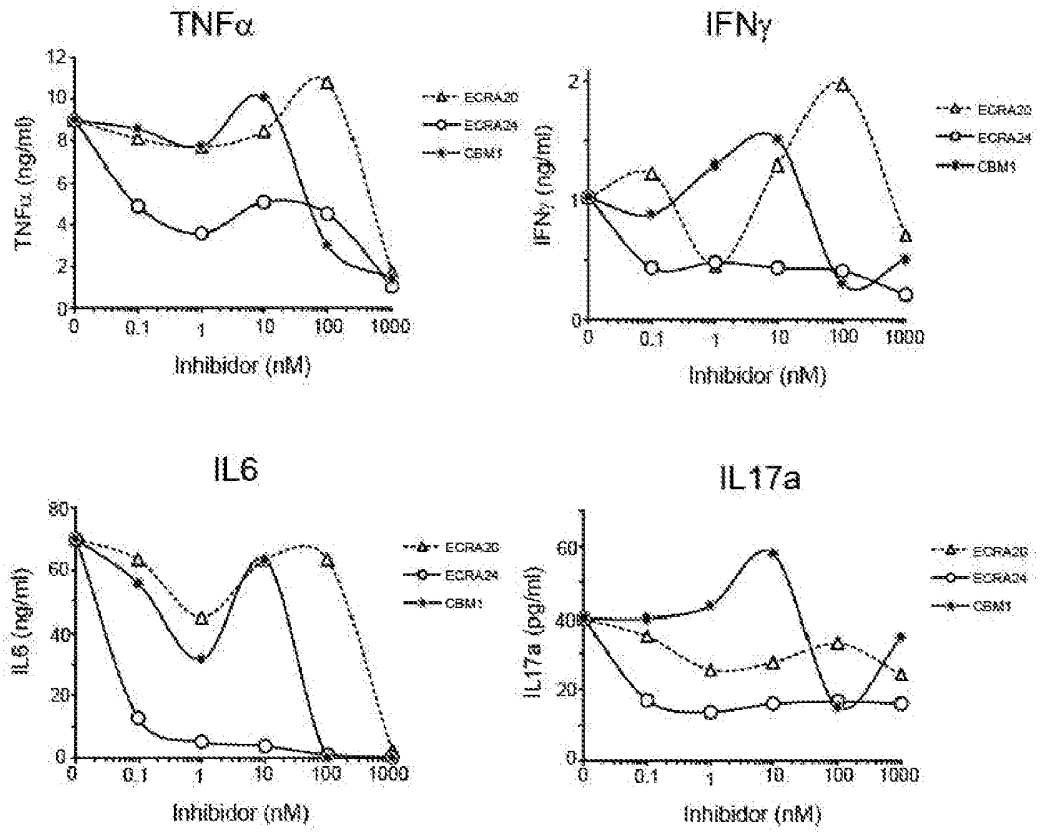 TNFα
12
10
8
6
4
2
0
TNFα (ng/ml)
0 0.1 1 10 100 1000
Inhibidor (nM)
ECRA20
ECRA24
CBM1
IFNγ
2
1
0
IFNγ (ng/ml)
0 0.1 1 10 100 1000
Inhibidor (nM)
ECRA20
ECRA24
CBM1
IL6
80
60
40
20
0
IL6 (ng/ml)
0 0.1 1 10 100 1000
Inhibidor (nM)
ECRA20
ECRA24
CBM1
IL17a
60
40
20
0
IL17a (pg/ml)
0 0.1 1 10 100 1000
Inhibidor (nM)
ECRA20
ECRA24
CBM1